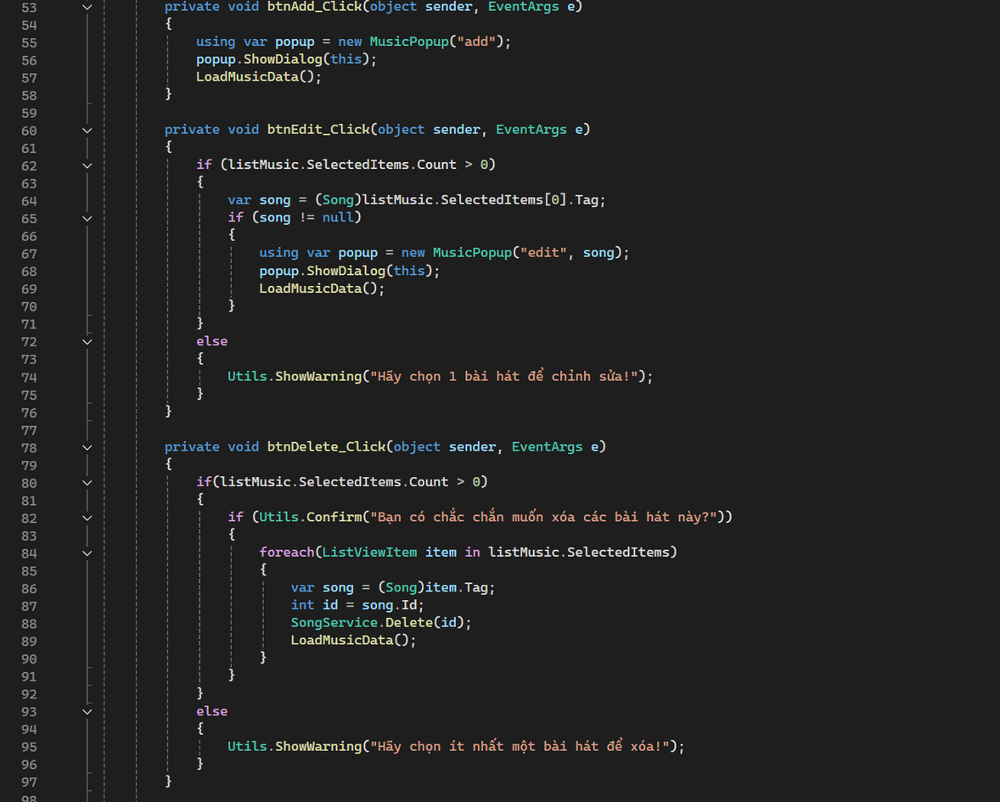 53 private void btnAdd_Click(object sender, EventArgs e)
54 {
55 using var popup = new MusicPopup("add");
56 popup.ShowDialog(this);
57 LoadMusicData();
58 }
59
60 private void btnEdit_Click(object sender, EventArgs e)
61 {
62 if (listMusic.SelectedItems.Count > 0)
63 {
64 var song = (Song)listMusic.SelectedItems[0].Tag;
65 if (song != null)
66 {
67 using var popup = new MusicPopup("edit", song);
68 popup.ShowDialog(this);
69 LoadMusicData();
70 }
71 }
72 else
73 {
74 Utils.ShowWarning("Hãy chọn 1 bài hát để chỉnh sửa!");
75 }
76 }
77
78 private void btnDelete_Click(object sender, EventArgs e)
79 {
80 if(listMusic.SelectedItems.Count > 0)
81 {
82 if (Utils.Confirm("Bạn có chắc chắn muốn xóa các bài hát này?"))
83 {
84 foreach(ListViewItem item in listMusic.SelectedItems)
85 {
86 var song = (Song)item.Tag;
87 int id = song.Id;
88 SongService.Delete(id);
89 LoadMusicData();
90 }
91 }
92 }
93 else
94 {
95 Utils.ShowWarning("Hãy chọn ít nhất một bài hát để xóa!");
96 }
97 }
98